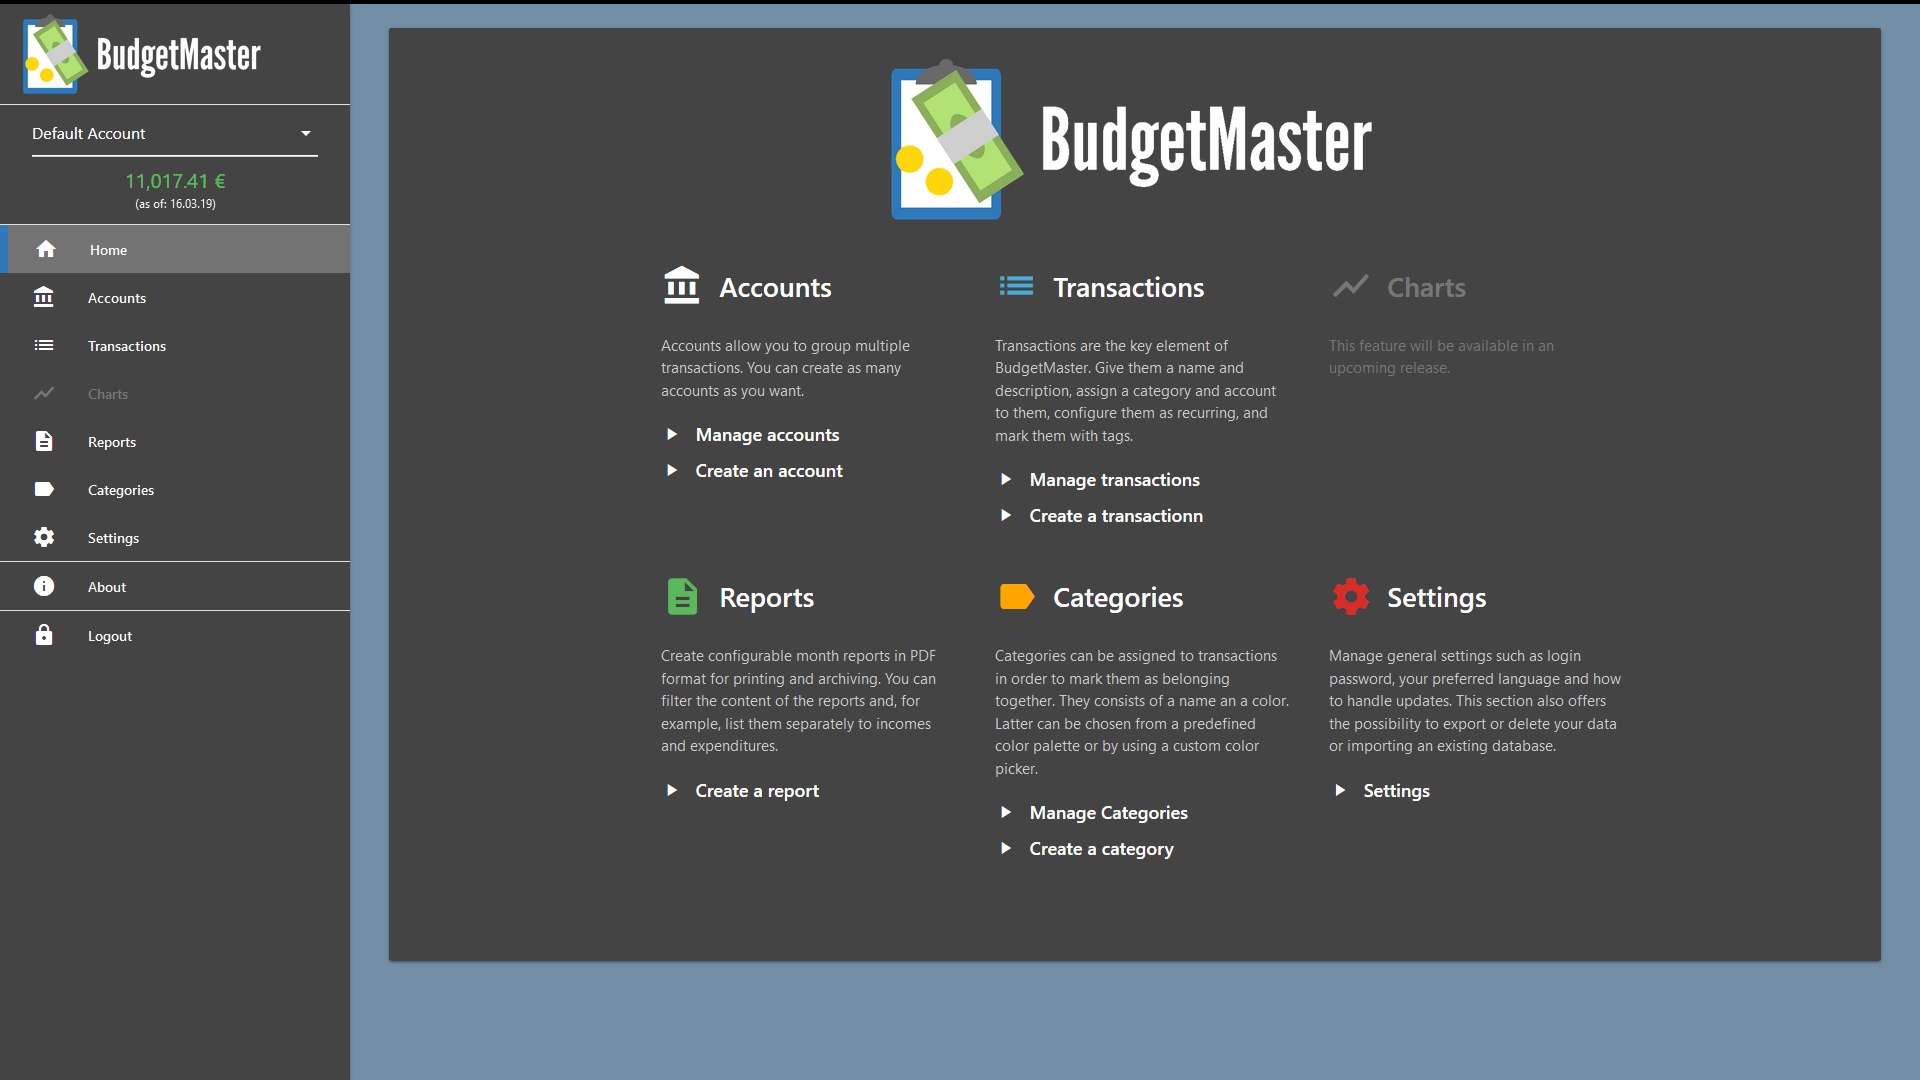 BudgetMaster
Default Account
11,017.41 €
(as of: 16.03.19)
Home
Accounts
Transactions
Charts
Reports
Categories
Settings
About
Logout
BudgetMaster
Accounts
Accounts allow you to group multiple
transactions. You can create as many
accounts as you want.
Manage accounts
Create an account
Transactions
Transactions are the key element of
BudgetMaster. Give them a name and
description, assign a category and account
to them, configure them as recurring, and
mark them with tags.
Manage transactions
Create a transactionn
Charts
This feature will be available in an
upcoming release.
Reports
Create configurable month reports in PDF
format for printing and archiving. You can
filter the content of the reports and, for
example, list them separately to incomes
and expenditures.
Create a report
Categories
Categories can be assigned to transactions
in order to mark them as belonging
together. They consists of a name an a color.
Latter can be chosen from a predefined
color palette or by using a custom color
picker.
Manage Categories
Create a category
Settings
Manage general settings such as login
password, your preferred language and how
to handle updates. This section also offers
the possibility to export or delete your data
or importing an existing database.
Settings